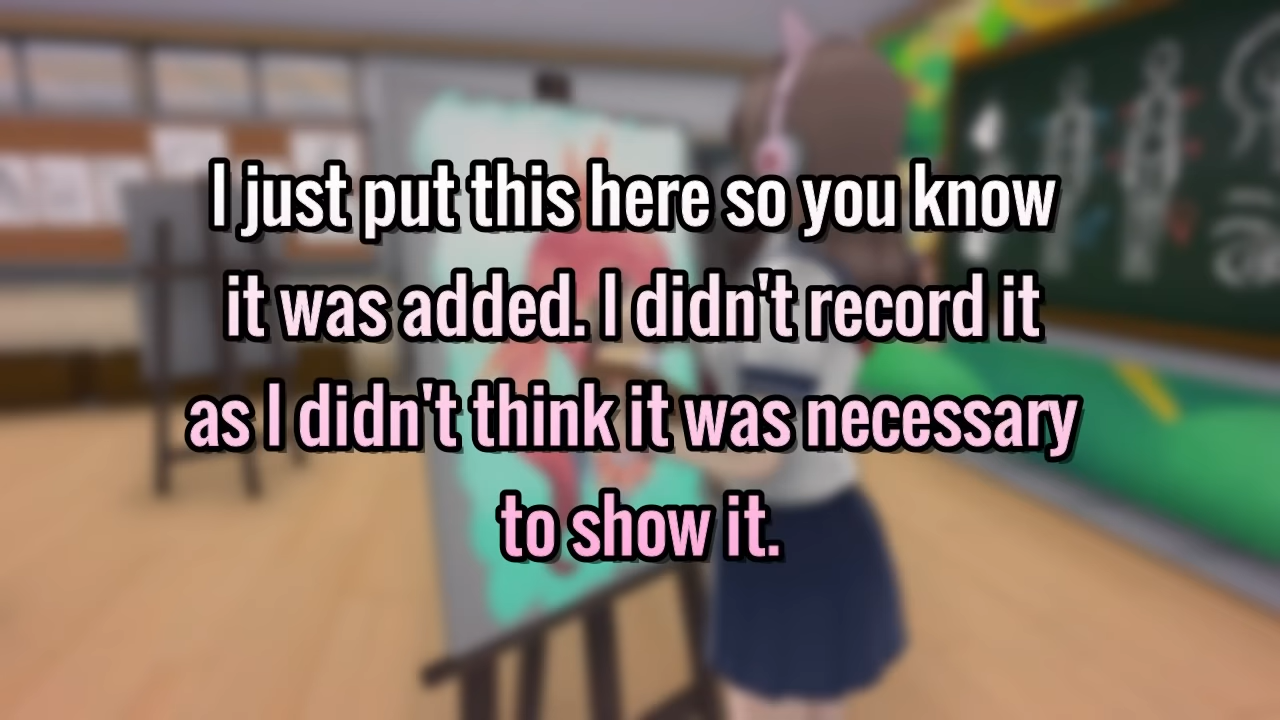 I just put this here so you know
it was added. I didn't record it
as I didn't think it was necessary
to show it.